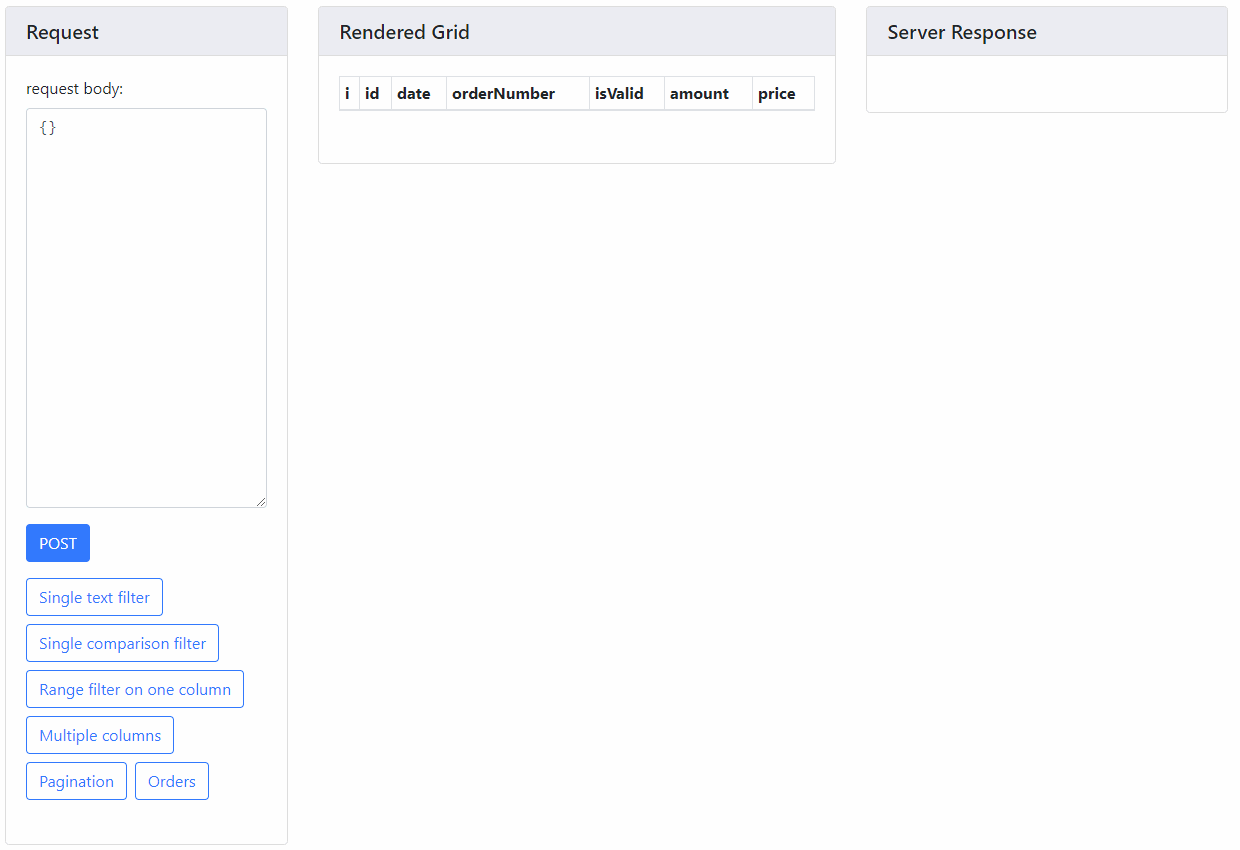 Request
request body:
{}
POST
Single text filter
Single comparison filter
Range filter on one column
Multiple columns
Pagination Orders
Rendered Grid
i id date orderNumber isValid amount price
Server Response